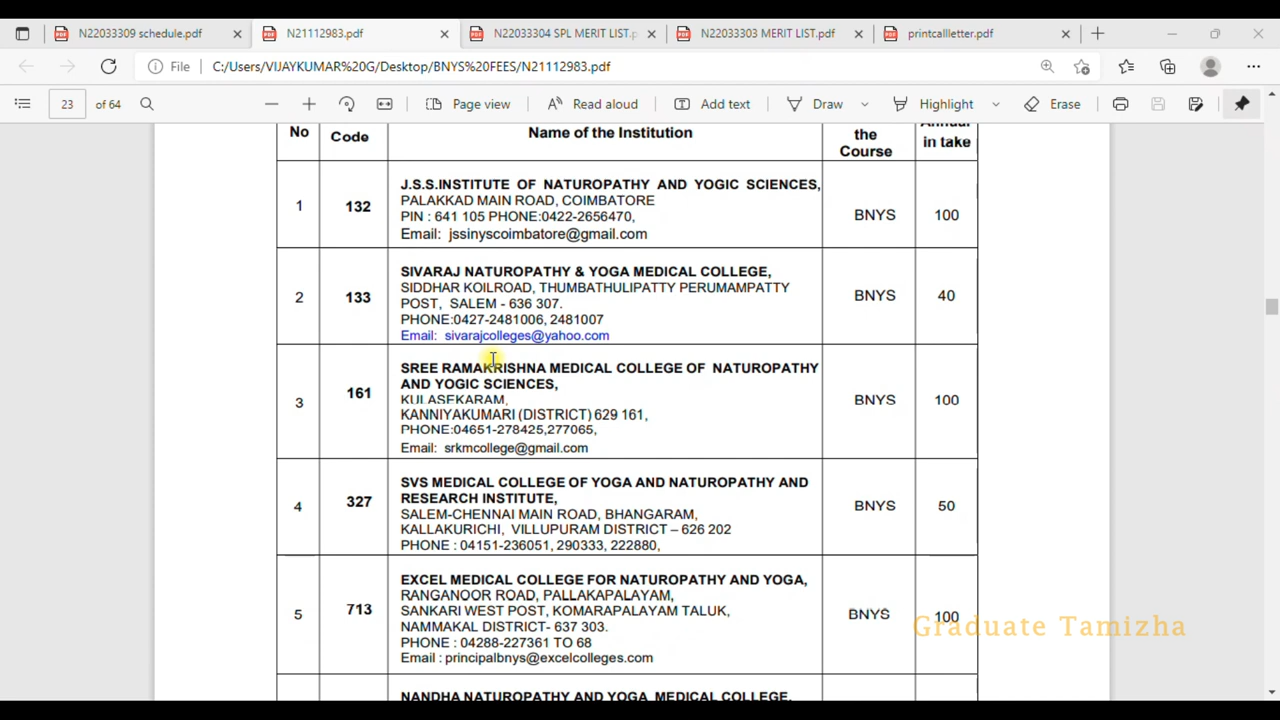 N22033309 schedule.pdf
N21112983.pdf
N22033304 SPL MERIT LIST.p
N22033303 MERIT LIST.pdf
printcallletter.pdf
File
C:/Users/VIJAYKUMAR%20G/Desktop/BNYS%20FEES/N21112983.pdf
23 of 64
Page view
Read aloud
Add text
Draw
Highlight
Erase
No
Code
Name of the Institution
the
Course
Annual
in take
1
132
J.S.S.INSTITUTE OF NATUROPATHY AND YOGIC SCIENCES,
PALAKKAD MAIN ROAD, COIMBATORE
PIN : 641 105 PHONE:0422-2656470,
Email: jssinyscoimbatore@gmail.com
BNYS
100
2
133
SIVARAJ NATUROPATHY & YOGA MEDICAL COLLEGE,
SIDDHAR KOILROAD, THUMBATHULIPATTY PERUMAMPATTY
POST, SALEM - 636 307.
PHONE:0427-2481006, 2481007
Email: sivarajcolleges@yahoo.com
BNYS
40
3
161
SREE RAMAKRISHNA MEDICAL COLLEGE OF NATUROPATHY
AND YOGIC SCIENCES,
KULASEKARAM,
KANNIYAKUMARI (DISTRICT) 629 161,
PHONE:04651-278425,277065,
Email: srkmcollege@gmail.com
BNYS
100
4
327
SVS MEDICAL COLLEGE OF YOGA AND NATUROPATHY AND
RESEARCH INSTITUTE,
SALEM-CHENNAI MAIN ROAD, BHANGARAM,
KALLAKURICHI, VILLUPURAM DISTRICT – 626 202
PHONE : 04151-236051, 290333, 222880,
BNYS
50
5
713
EXCEL MEDICAL COLLEGE FOR NATUROPATHY AND YOGA,
RANGANOOR ROAD, PALLAKAPALAYAM,
SANKARI WEST POST, KOMARAPALAYAM TALUK,
NAMMAKAL DISTRICT- 637 303.
PHONE : 04288-227361 TO 68
Email : principalbnys@excelcolleges.com
BNYS
100
Graduate Tamizha
NANDHA NATUROPATHY AND YOGA MEDICAL COLLEGE,